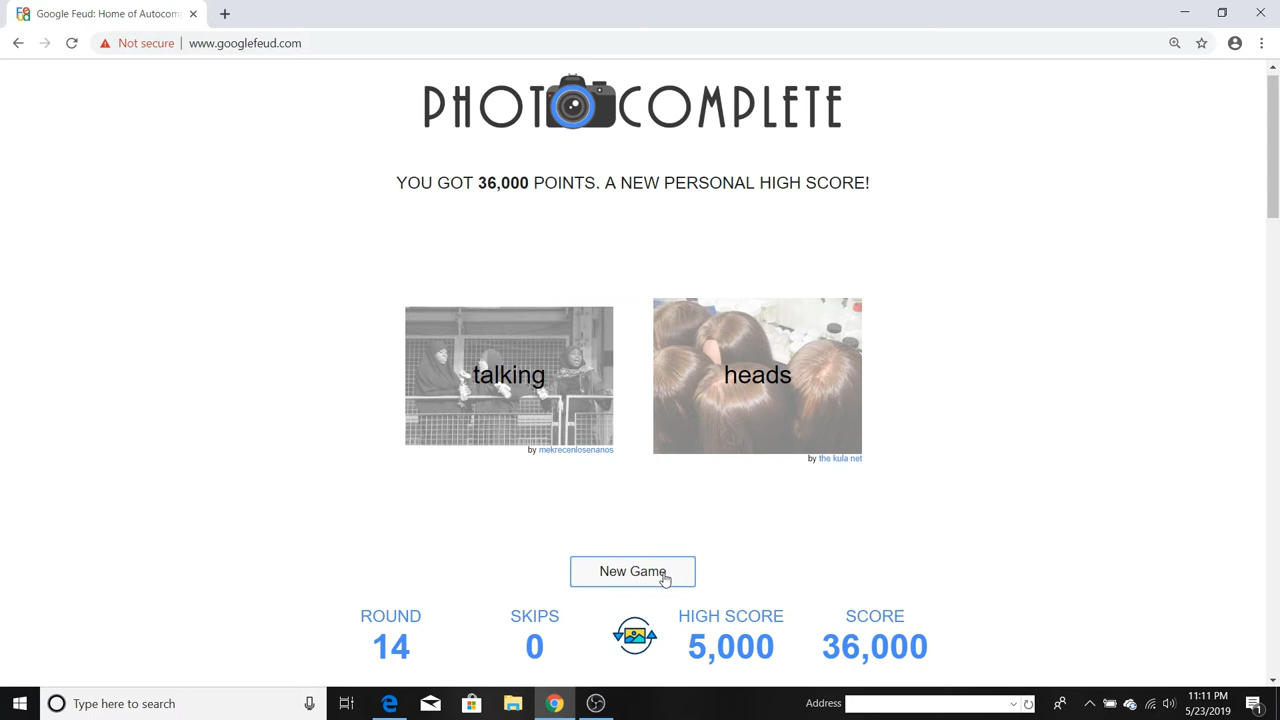 Google Feud: Home of Autocom
Not secure | www.googlefeud.com
PHOTOCOMPLETE
YOU GOT 36,000 POINTS. A NEW PERSONAL HIGH SCORE!
talking
heads
by mekrecenlosenanos
by the kula net
New Game
ROUND
SKIPS
HIGH SCORE
SCORE
14
0
5,000
36,000
Type here to search
Address
11:11 PM
5/23/2019
1